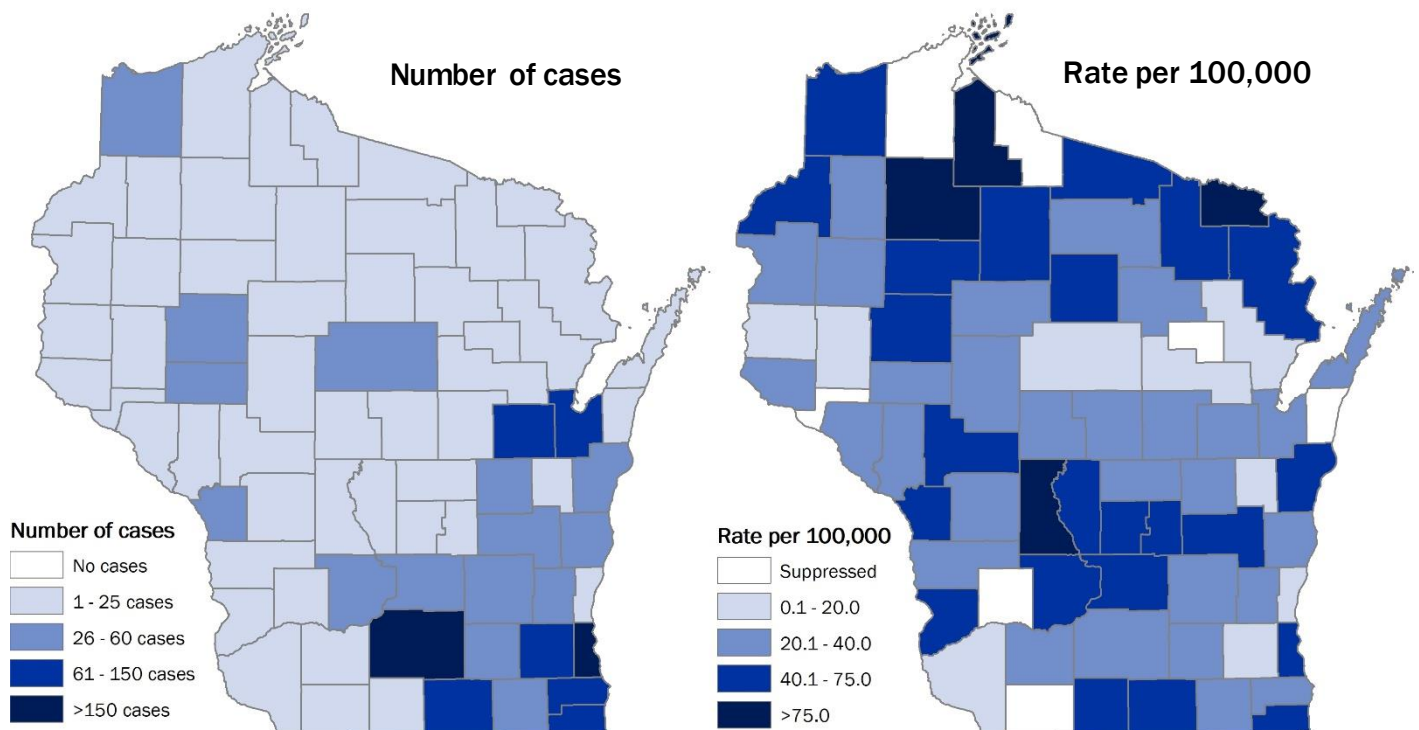 Number of cases
Rate per 100,000
Number of cases
No cases
1 - 25 cases
26 - 60 cases
61 - 150 cases
>150 cases
Rate per 100,000
Suppressed
0.1 - 20.0
20.1 - 40.0
40.1 - 75.0
>75.0